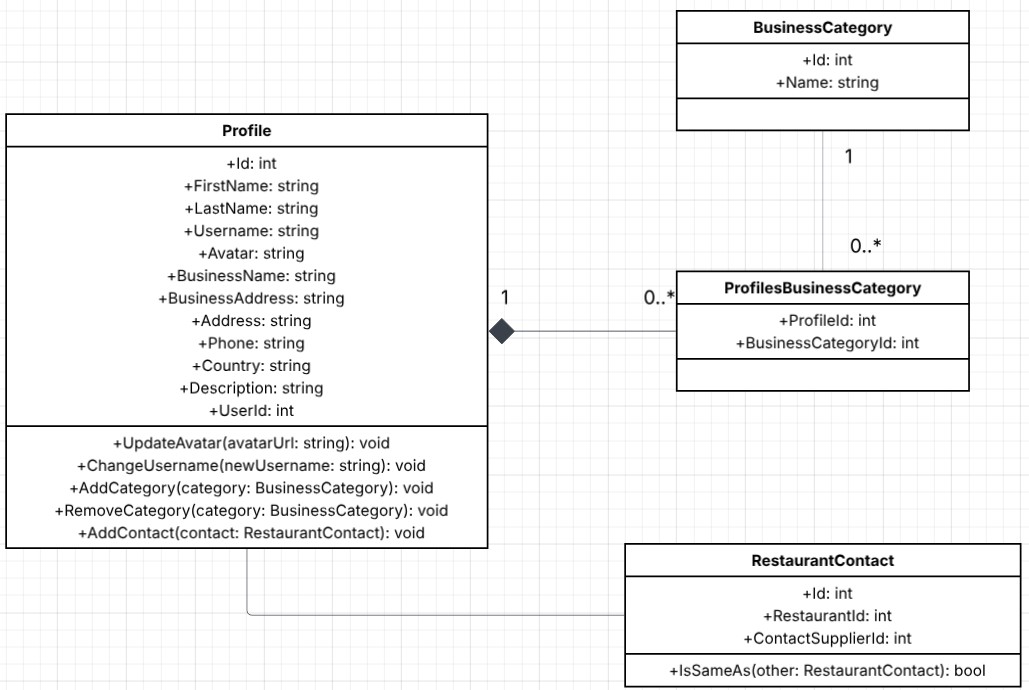 BusinessCategory
+Id: int
+Name: string
1
0..*
Profile
+Id: int
+FirstName: string
+LastName: string
+Username: string
+Avatar: string
+BusinessName: string
+BusinessAddress: string
+Address: string
+Phone: string
+Country: string
+Description: string
+UserId: int
+UpdateAvatar(avatarUrl: string): void
+ChangeUsername(newUsername: string): void
+AddCategory(category: BusinessCategory): void
+RemoveCategory(category: BusinessCategory): void
+AddContact(contact: RestaurantContact): void
1
0..*
ProfilesBusinessCategory
+ProfileId: int
+BusinessCategoryId: int
RestaurantContact
+Id: int
+RestaurantId: int
+ContactSupplierId: int
+IsSameAs(other: RestaurantContact): bool